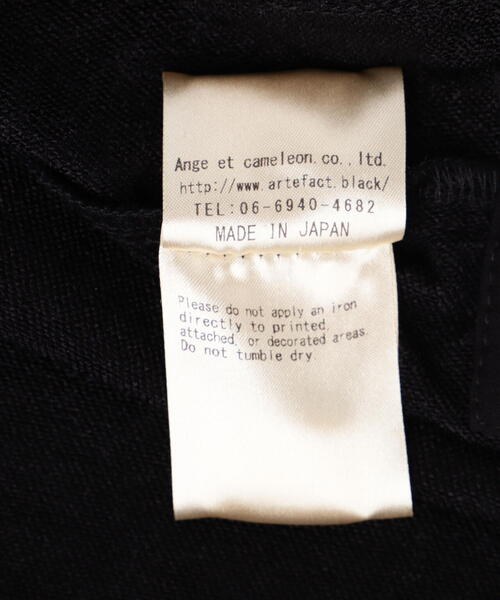 Ange et cameleon.co.,ltd.
http://www.artefact.black/
TEL:06-6940-4682
MADE IN JAPAN
Please do not apply an iron
directly to printed,
attached, or decorated areas.
Do not tumble dry.